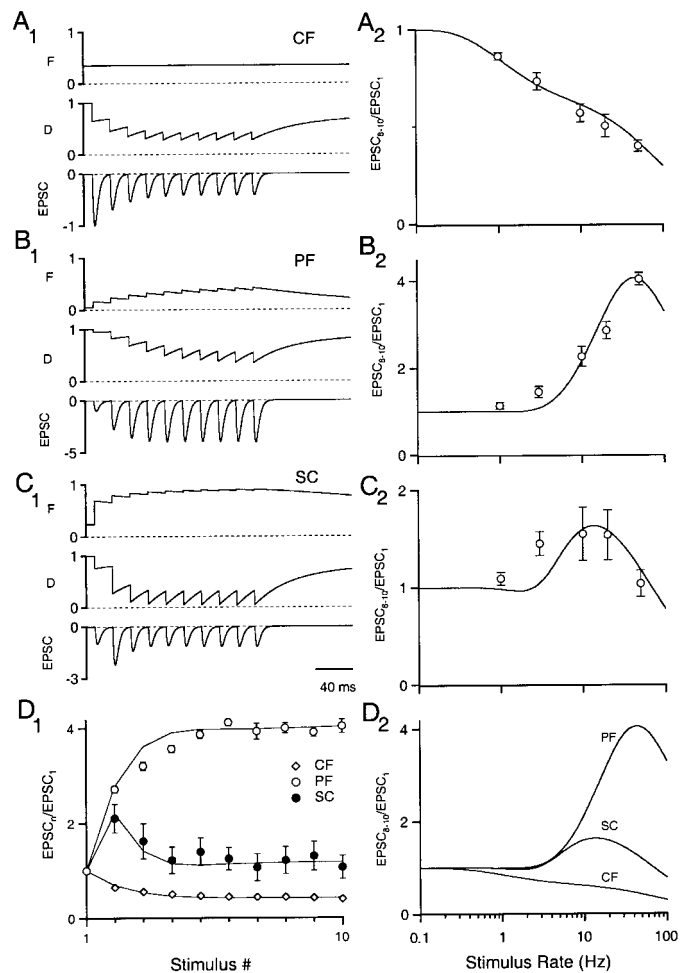 A1
CF
1
F
0
1
D
0
0
EPSC
-1
A2
1
EPSC8-10/EPSC1
0
B1
PF
1
F
0
1
D
0
0
EPSC
-5
B2
4
EPSC8-10/EPSC1
2
0
C1
SC
1
F
0
1
D
0
0
EPSC
-3
40 ms
C2
2
EPSC8-10/EPSC1
1
0
D1
4
EPSCn/EPSC1
2
0
CF
PF
SC
1
10
Stimulus #
D2
4
EPSC8-10/EPSC1
2
0
PF
SC
CF
0.1
1
10
100
Stimulus Rate (Hz)